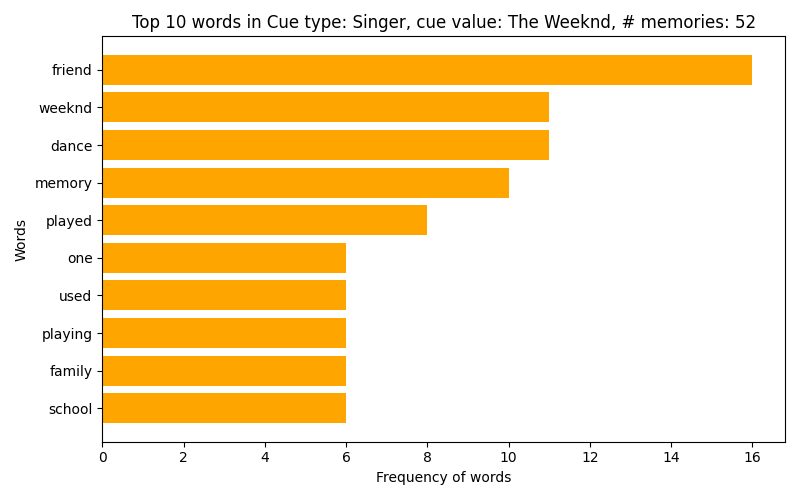 Top 10 words in Cue type: Singer, cue value: The Weeknd, # memories: 52
friend
weeknd
dance
memory
played
one
used
playing
family
school
Words
0 2 4 6 8 10 12 14 16
Frequency of words